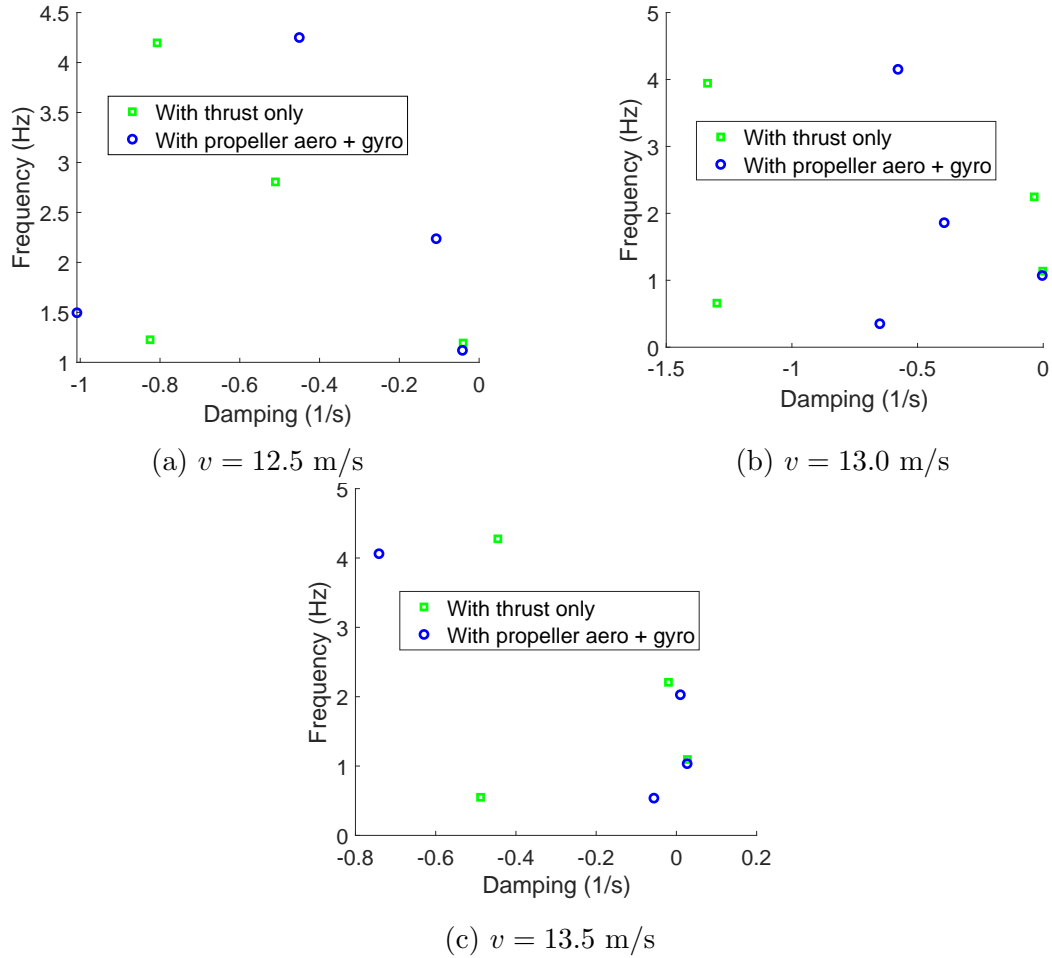 4.5
4
3.5
3
2.5
2
1.5
1
Frequency (Hz)
With thrust only
With propeller aero + gyro
-1 -0.8 -0.6 -0.4 -0.2 0
Damping (1/s)
(a) v = 12.5 m/s
5
4
3
2
1
0
Frequency (Hz)
With thrust only
With propeller aero + gyro
-1.5 -1 -0.5 0
Damping (1/s)
(b) v = 13.0 m/s
5
4
3
2
1
0
Frequency (Hz)
With thrust only
With propeller aero + gyro
-0.8 -0.6 -0.4 -0.2 0 0.2
Damping (1/s)
(c) v = 13.5 m/s